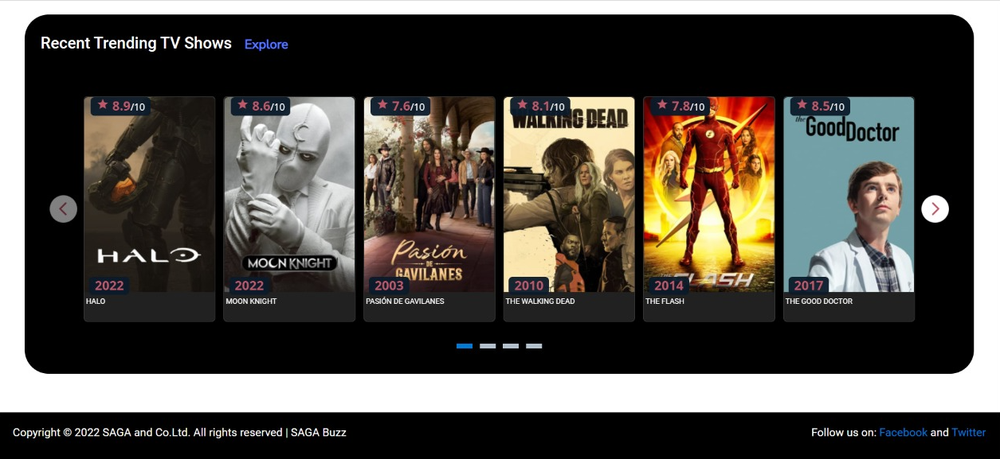 Recent Trending TV Shows Explore
★ 8.9/10
★ 8.6/10
★ 7.6/10
★ 8.1/10
★ 7.8/10
★ 8.5/10
HALO
MOON KNIGHT
Pasión
DE
GAVILANES
WALKING DEAD
FLASH
the Good Doctor
2022
2022
2003
2010
2014
2017
HALO
MOON KNIGHT
PASIÓN DE GAVILANES
THE WALKING DEAD
THE FLASH
THE GOOD DOCTOR
Copyright © 2022 SAGA and Co.Ltd. All rights reserved | SAGA Buzz
Follow us on: Facebook and Twitter